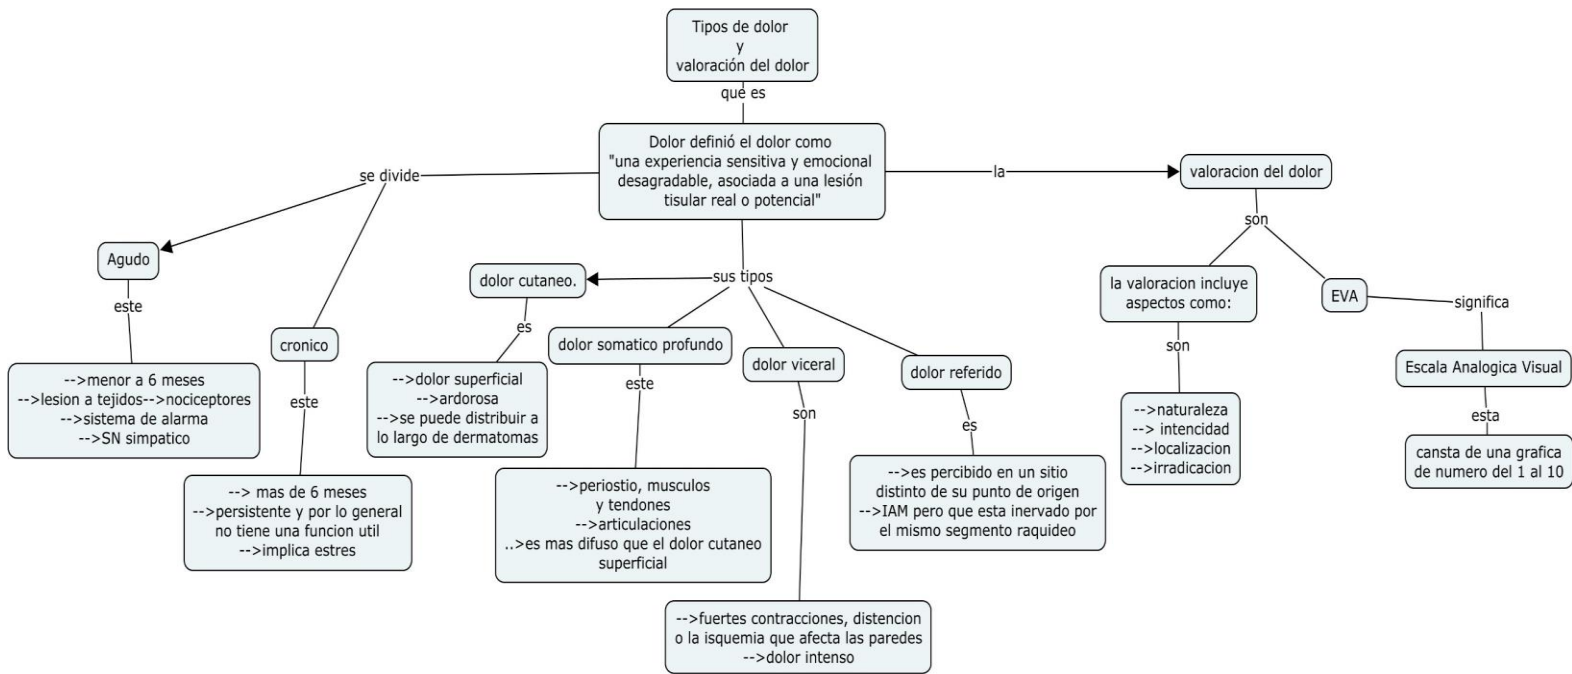 Tipos de dolor
y
valoración del dolor
que es
Dolor definió el dolor como
"una experiencia sensitiva y emocional
desagradable, asociada a una lesión
tisular real o potencial"
se divide
Agudo
este
-->menor a 6 meses
-->lesion a tejidos-->nociceptores
-->sistema de alarma
-->SN simpatico
cronico
este
--> mas de 6 meses
-->persistente y por lo general
no tiene una funcion util
-->implica estres
sus tipos
dolor cutaneo.
es
-->dolor superficial
-->ardorosa
-->se puede distribuir a
lo largo de dermatomas
dolor somatico profundo
este
-->periostio, musculos
y tendones
-->articulaciones
..>es mas difuso que el dolor cutaneo
superficial
dolor viceral
son
-->fuertes contracciones, distencion
o la isquemia que afecta las paredes
-->dolor intenso
dolor referido
es
-->es percibido en un sitio
distinto de su punto de origen
-->IAM pero que esta inervado por
el mismo segmento raquideo
la
valoracion del dolor
son
la valoracion incluye
aspectos como:
son
-->naturaleza
--> intencidad
-->localizacion
-->irradicacion
EVA
significa
Escala Analogica Visual
esta
cansta de una grafica
de numero del 1 al 10